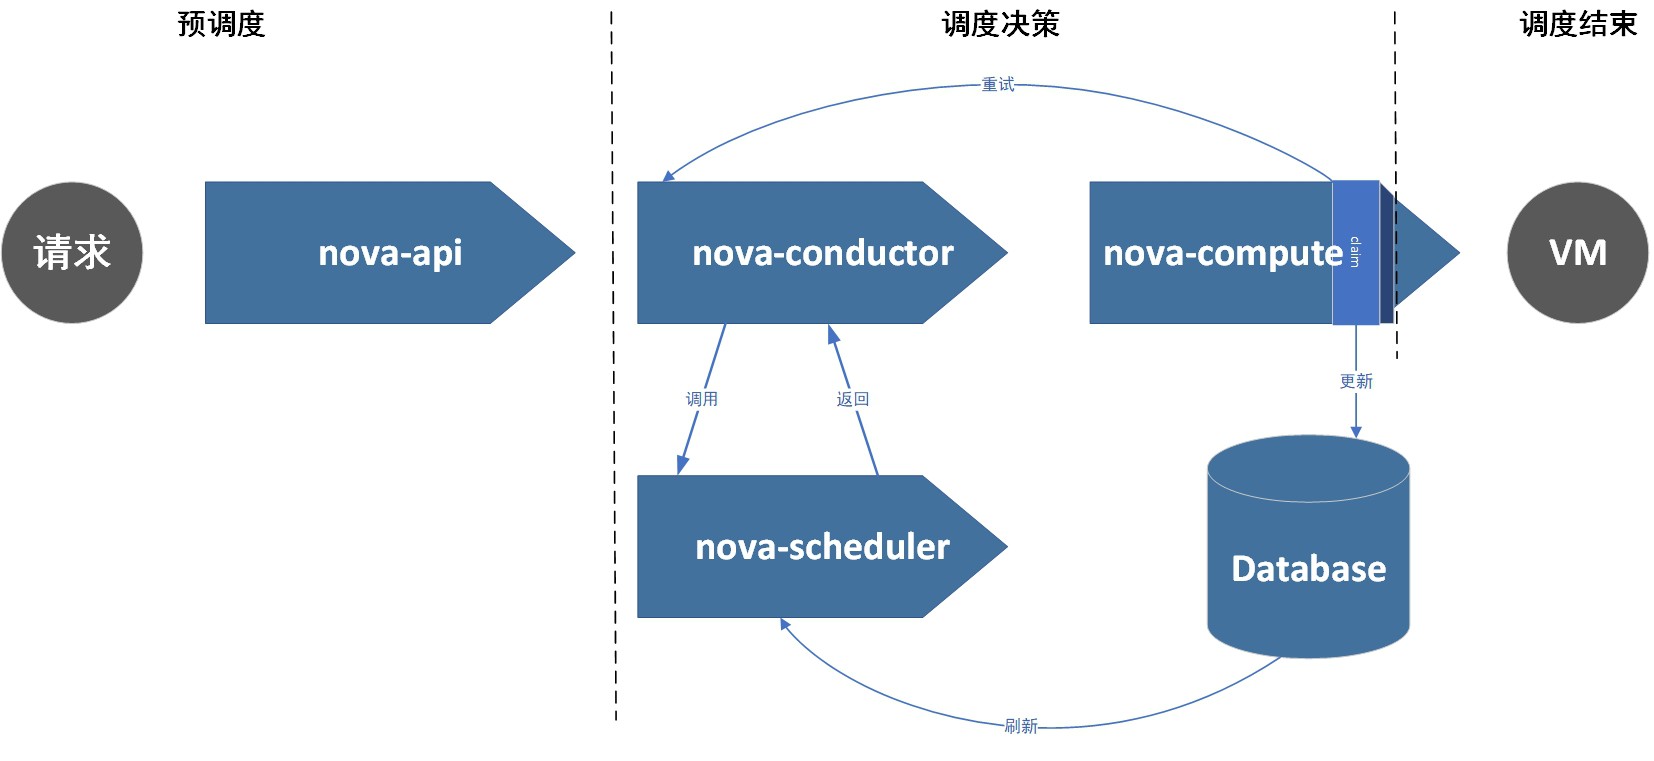 预调度
调度决策
调度结束
重试
请求
nova-api
nova-conductor
nova-compute
claim
VM
调用
返回
更新
nova-scheduler
Database
刷新